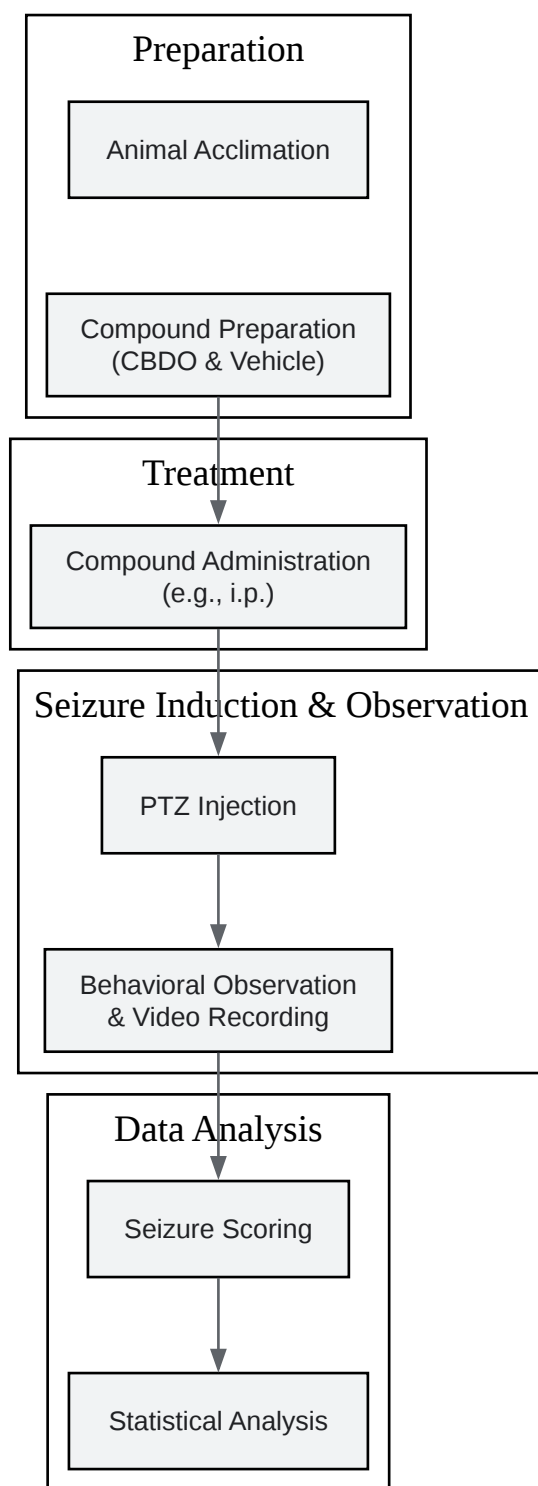 Preparation
Animal Acclimation
Compound Preparation
(CBDO & Vehicle)
Treatment
Compound Administration
(e.g., i.p.)
Seizure Induction & Observation
PTZ Injection
Behavioral Observation
& Video Recording
Data Analysis
Seizure Scoring
Statistical Analysis